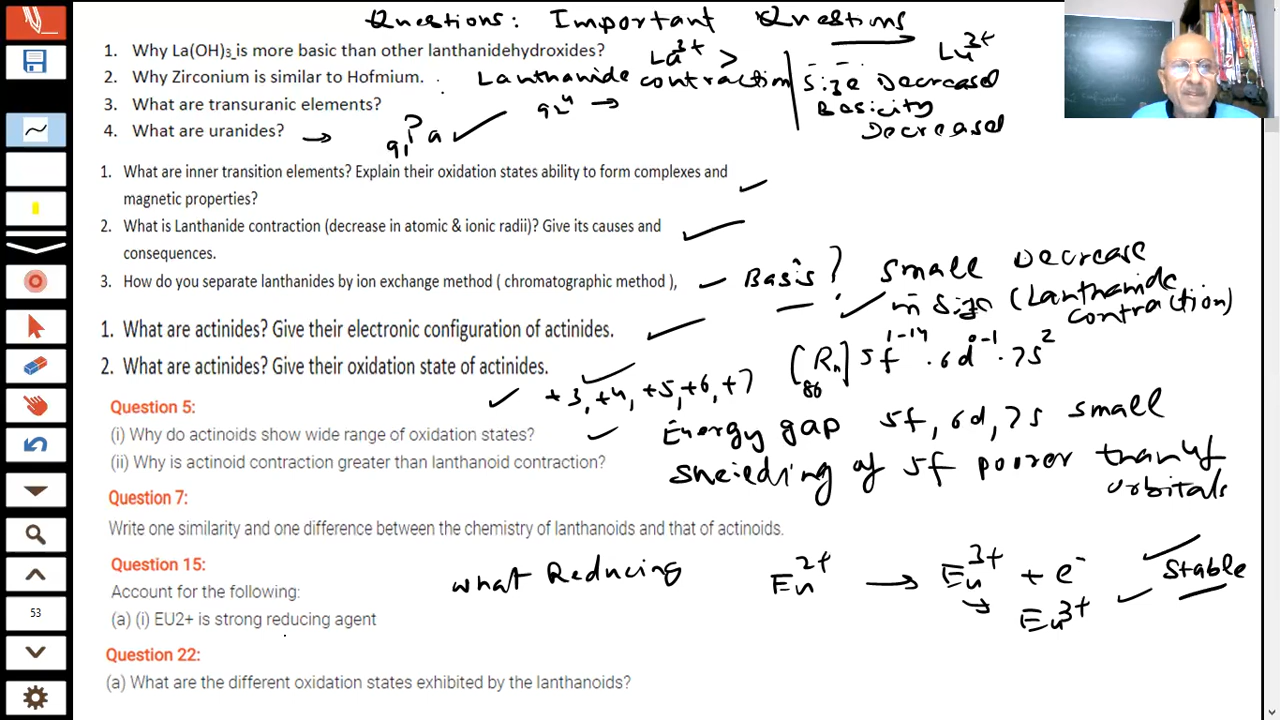 Questions: Important Questions
1. Why La(OH)3 is more basic than other lanthanidehydroxides? La3+ > Lu3+
2. Why Zirconium is similar to Hofmium. Lanthanide contraction Size Decreased
3. What are transuranic elements? 92U → Basicity
4. What are uranides? → 91Pa ✓ Decreased
1. What are inner transition elements? Explain their oxidation states ability to form complexes and
magnetic properties?
2. What is Lanthanide contraction (decrease in atomic & ionic radii)? Give its causes and
consequences.
3. How do you separate lanthanides by ion exchange method ( chromatographic method ), Basis? Small Decrease
in Size (Lanthanide
contraction)
1. What are actinides? Give their electronic configuration of actinides.
[Rn]86 5f1-14 . 6d0-1 . 7s2
2. What are actinides? Give their oxidation state of actinides.
+3, +4, +5, +6, +7
Question 5:
(i) Why do actinoids show wide range of oxidation states? Energy gap 5f, 6d, 7s small
(ii) Why is actinoid contraction greater than lanthanoid contraction? Sheilding of 5f poorer than 4f
orbitals
Question 7:
Write one similarity and one difference between the chemistry of lanthanoids and that of actinoids.
Question 15: what Reducing Eu2+ → Eu3+ + e- Stable
Account for the following:
(a) (i) EU2+ is strong reducing agent Eu3+
Question 22:
(a) What are the different oxidation states exhibited by the lanthanoids?
53